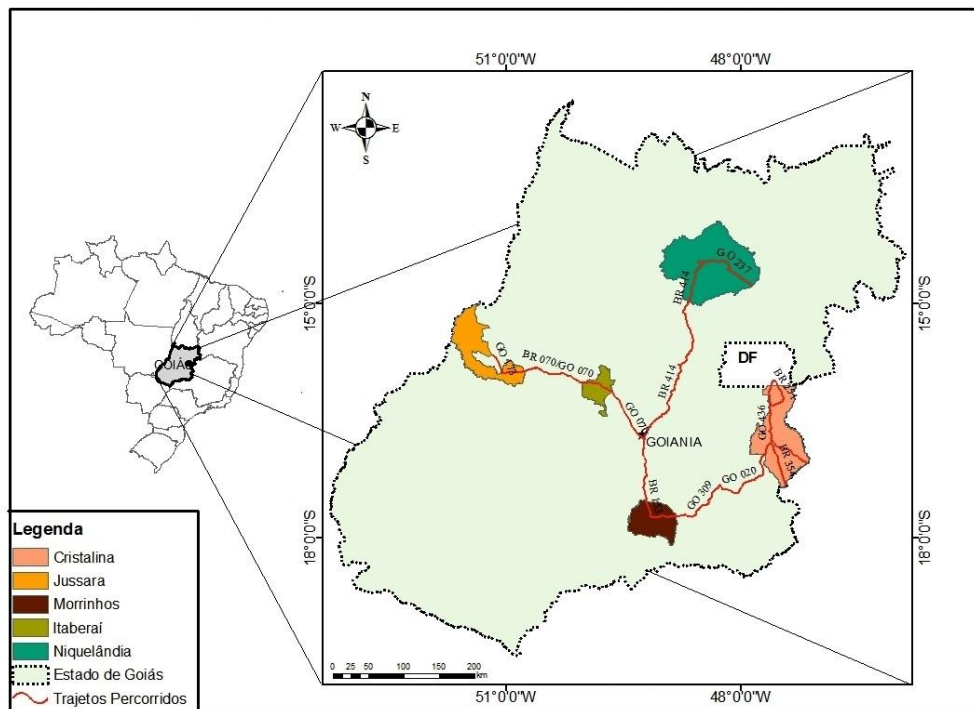 51°0'0"W
48°0'0"W
N
W
E
S
GO 237
BR 414
15°0'0"S
15°0'0"S
BR 070/GO 070
DF
BR 414
GO 070
GO 436
GOIANIA
GO 020
GO 309
18°0'0"S
18°0'0"S
Legenda
Cristalina
Jussara
Morrinhos
Itaberaí
Niquelândia
Estado de Goiás
Trajetos Percorridos
0 25 50 100 150 200
km
51°0'0"W
48°0'0"W